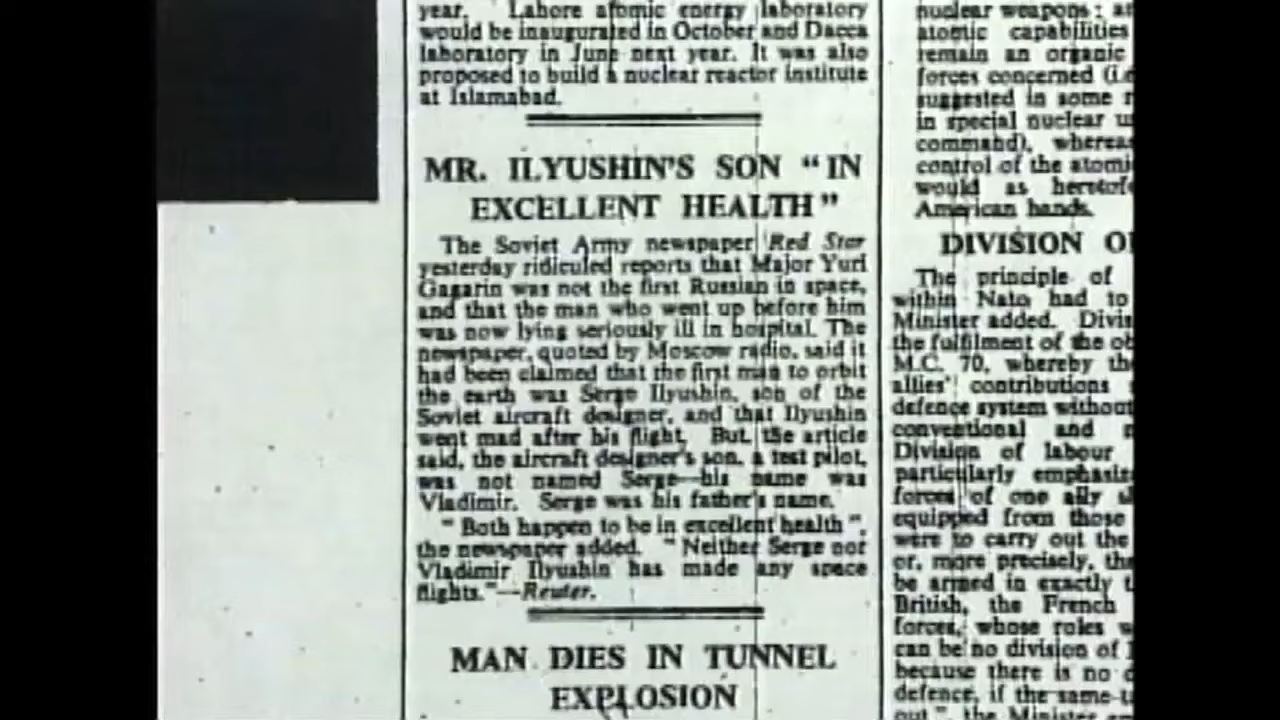 year. Lahore atomic energy laboratory
would be inaugurated in October and Dacca
laboratory in June next year. It was also
proposed to build a nuclear reactor institute
at Islamabad.
MR. ILYUSHIN'S SON "IN
EXCELLENT HEALTH"
The Soviet Army newspaper Red Star
yesterday ridiculed reports that Major Yuri
Gagarin was not the first Russian in space,
and that the man who went up before him
was now lying seriously ill in hospital. The
newspaper, quoted by Moscow radio, said it
had been claimed that the first man to orbit
the earth was Serge Ilyushin, son of the
Soviet aircraft designer, and that Ilyushin
went mad after his flight. But, the article
said, the aircraft designer's son, a test pilot,
was not named Serge—his name was
Vladimir. Serge was his father's name.
"Both happen to be in excellent health",
the newspaper added. "Neither Serge nor
Vladimir Ilyushin has made any space
flights."—Reuter.
MAN DIES IN TUNNEL
EXPLOSION
nuclear weapons;
atomic capabilities
remain an organic
forces concerned
suggested in some
in special nuclear
command), whereas
control of the atomic
would as
American hands.
DIVISION
The principle of
within Nato had to
Minister added.
the fulfilment of the
M.C. 70, whereby
allies' contributions
defence system without
conventional and
Division of labour
particularly
forces of one ally
equipped from those
were to carry out the
or, more precisely,
be armed in exactly
British, the French
forces, whose roles
can be no division of
because there is no
defence, if the same
out", the Minister